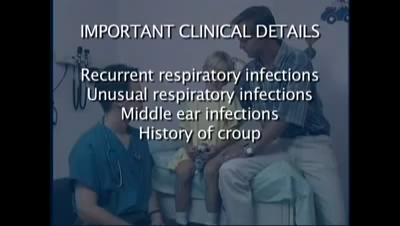 IMPORTANT CLINICAL DETAILS
Recurrent respiratory infections
Unusual respiratory infections
Middle ear infections
History of croup